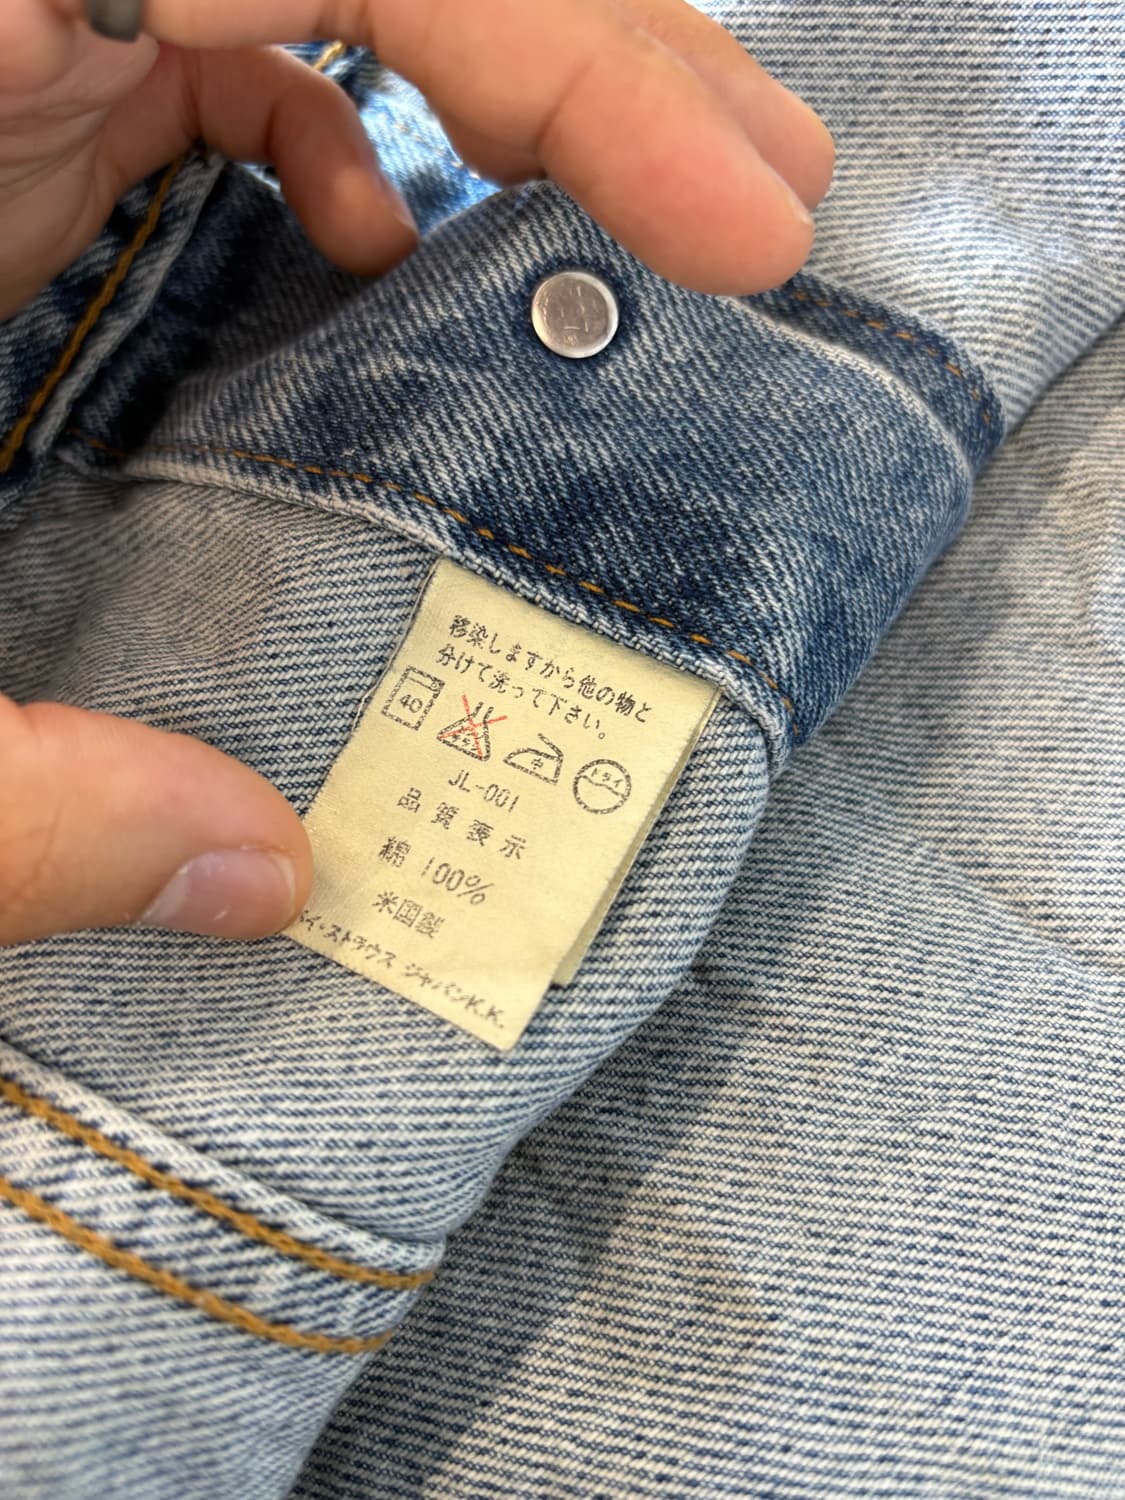 移染しますから他の物と
分けて洗って下さい。
40 中 ドライ
JL-001
品質表示
綿 100%
米国製
イ・ストラウス ジャパンK.K.